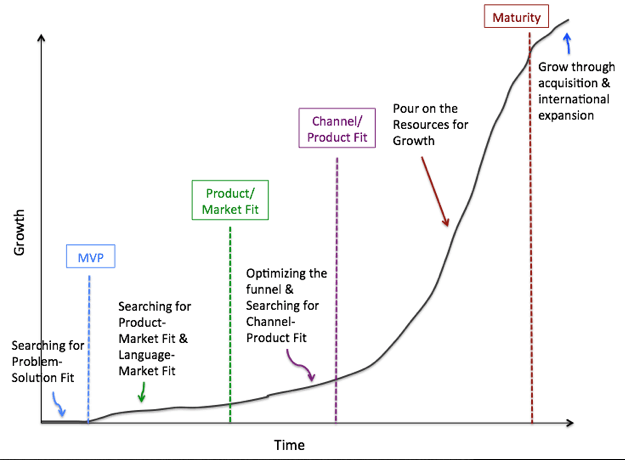 Maturity
Grow through
acquisition &
international
expansion
Pour on the
Resources for
Growth
Channel/
Product Fit
Product/
Market Fit
MVP
Growth
Optimizing the
funnel &
Searching for
Channel-
Product Fit
Searching for
Product-
Market Fit &
Language-
Market Fit
Searching for
Problem-
Solution Fit
Time